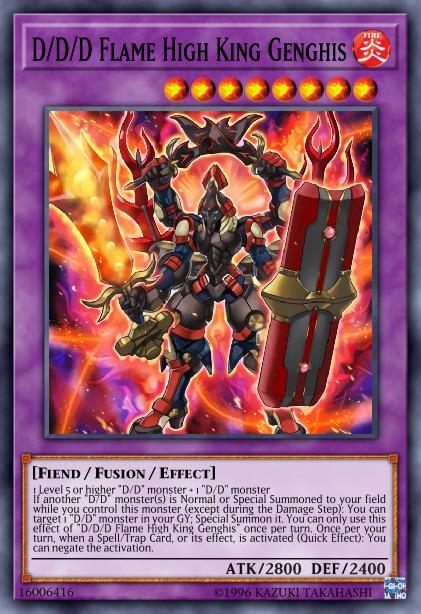 D/D/D Flame High King Genghis
FIRE
炎
[Fiend / Fusion / Effect]
1 Level 5 or higher "D/D" monster + 1 "D/D" monster
If another "D/D" monster(s) is Normal or Special Summoned to your field
while you control this monster (except during the Damage Step): You can
target 1 "D/D" monster in your GY; Special Summon it. You can only use this
effect of "D/D/D Flame High King Genghis" once per turn. Once per your
turn, when a Spell/Trap Card, or its effect, is activated (Quick Effect): You
can negate the activation.
ATK/2800 DEF/2400
16006416
©1996 KAZUKI TAKAHASHI